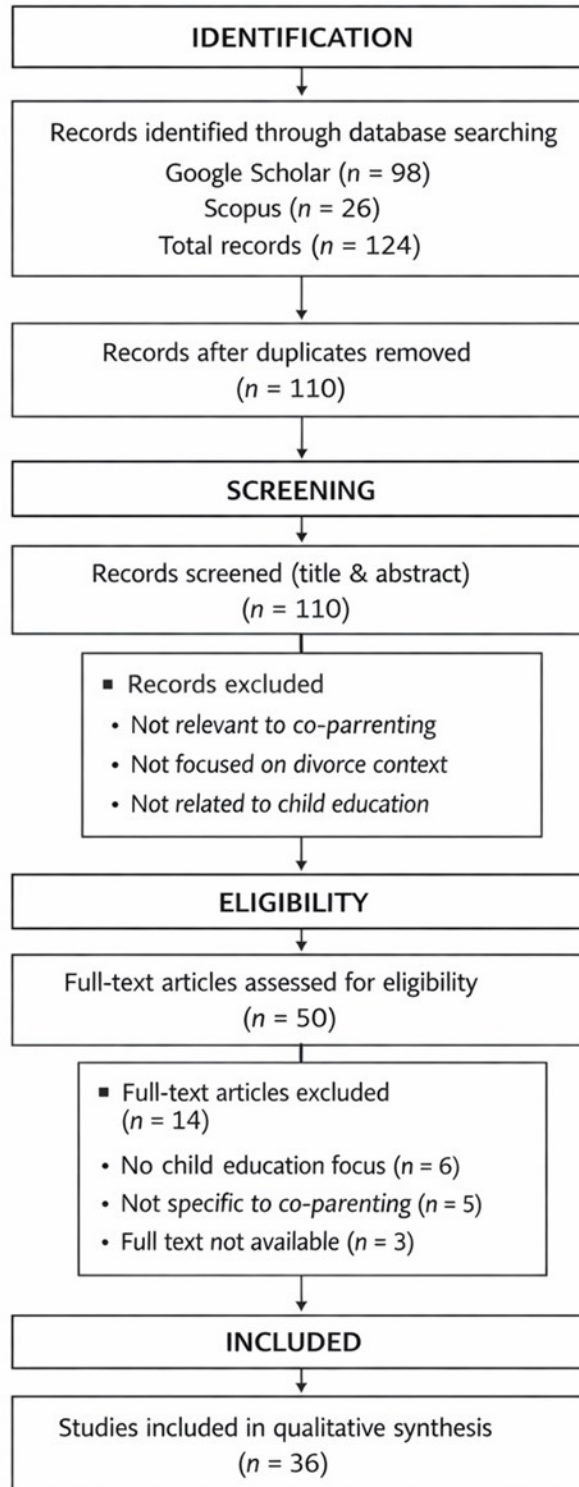 IDENTIFICATION
Records identified through database searching
Google Scholar (n = 98)
Scopus (n = 26)
Total records (n = 124)
Records after duplicates removed
(n = 110)
SCREENING
Records screened (title & abstract)
(n = 110)
▪ Records excluded
• Not relevant to co-parrenting
• Not focused on divorce context
• Not related to child education
ELIGIBILITY
Full-text articles assessed for eligibility
(n = 50)
▪ Full-text articles excluded
(n = 14)
• No child education focus (n = 6)
• Not specific to co-parenting (n = 5)
• Full text not available (n = 3)
INCLUDED
Studies included in qualitative synthesis
(n = 36)